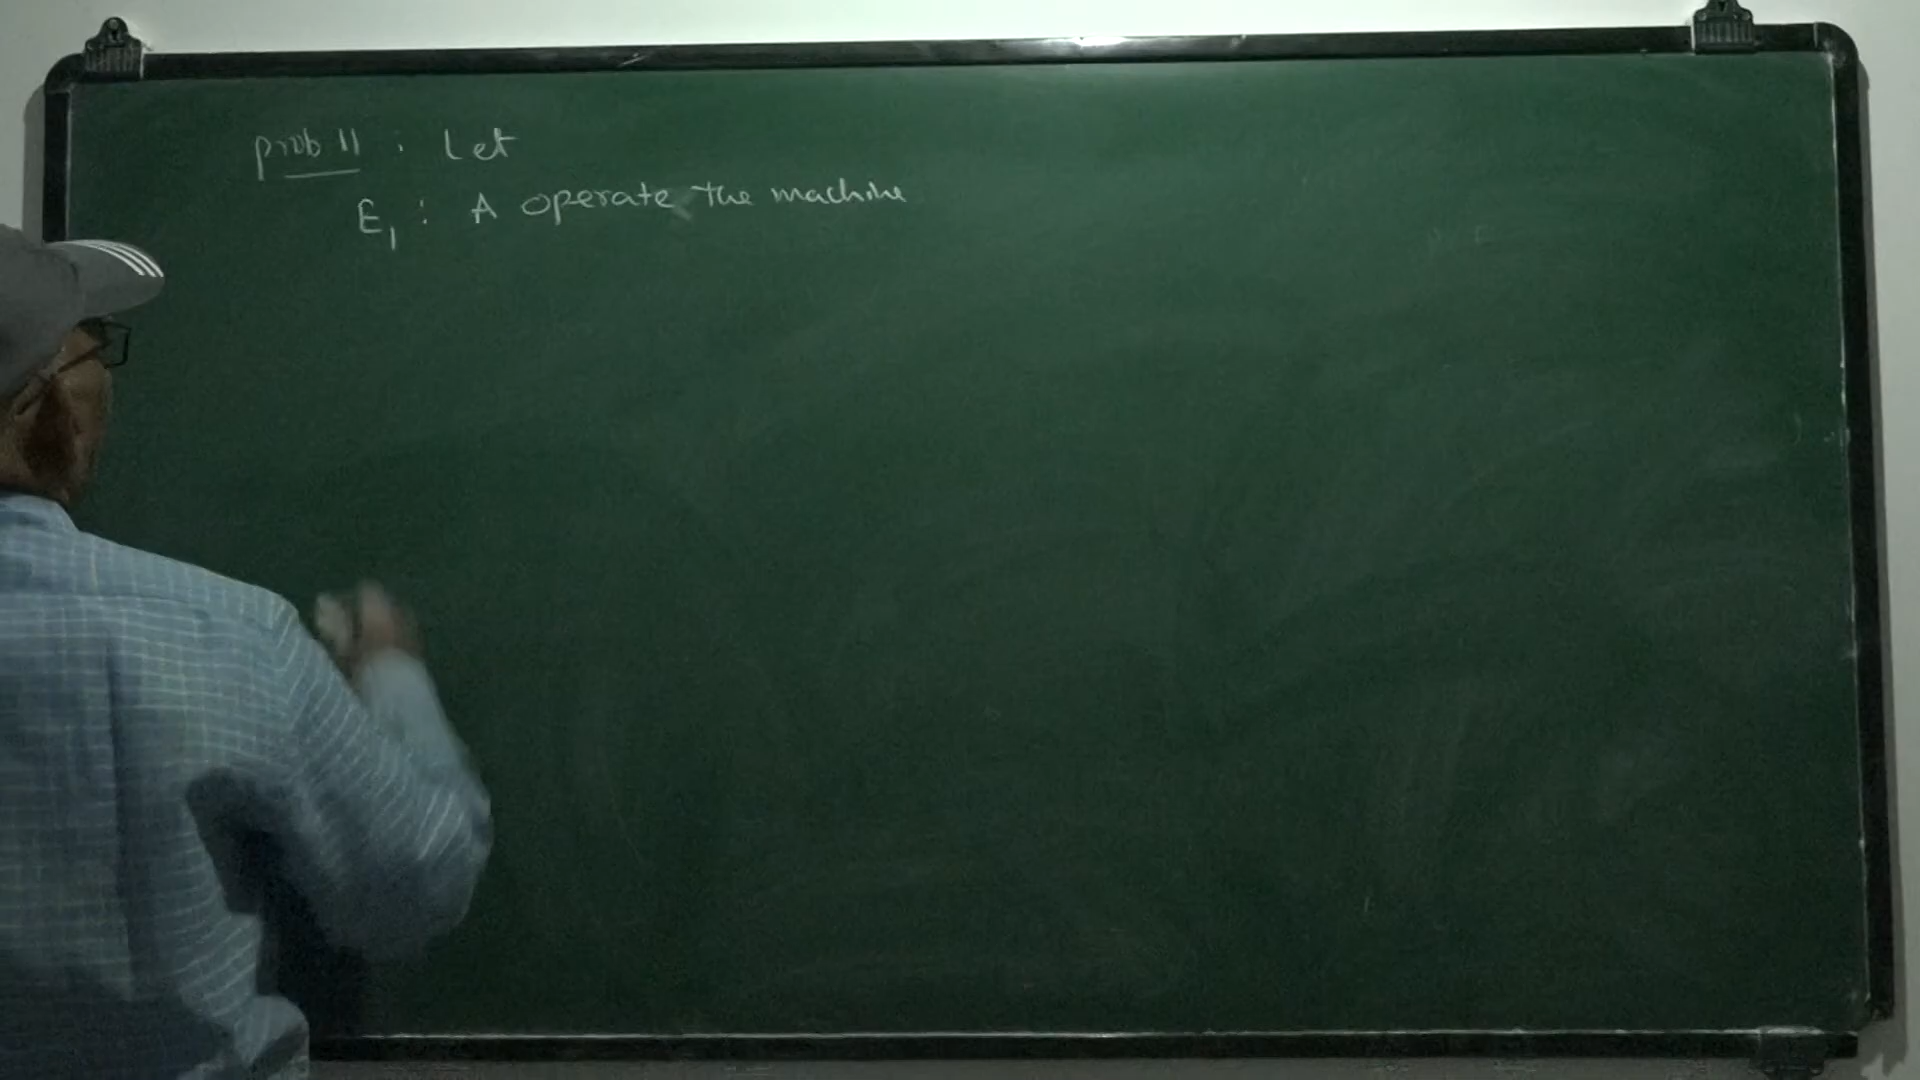 prob 11 : Let
E₁ : A operate the machine